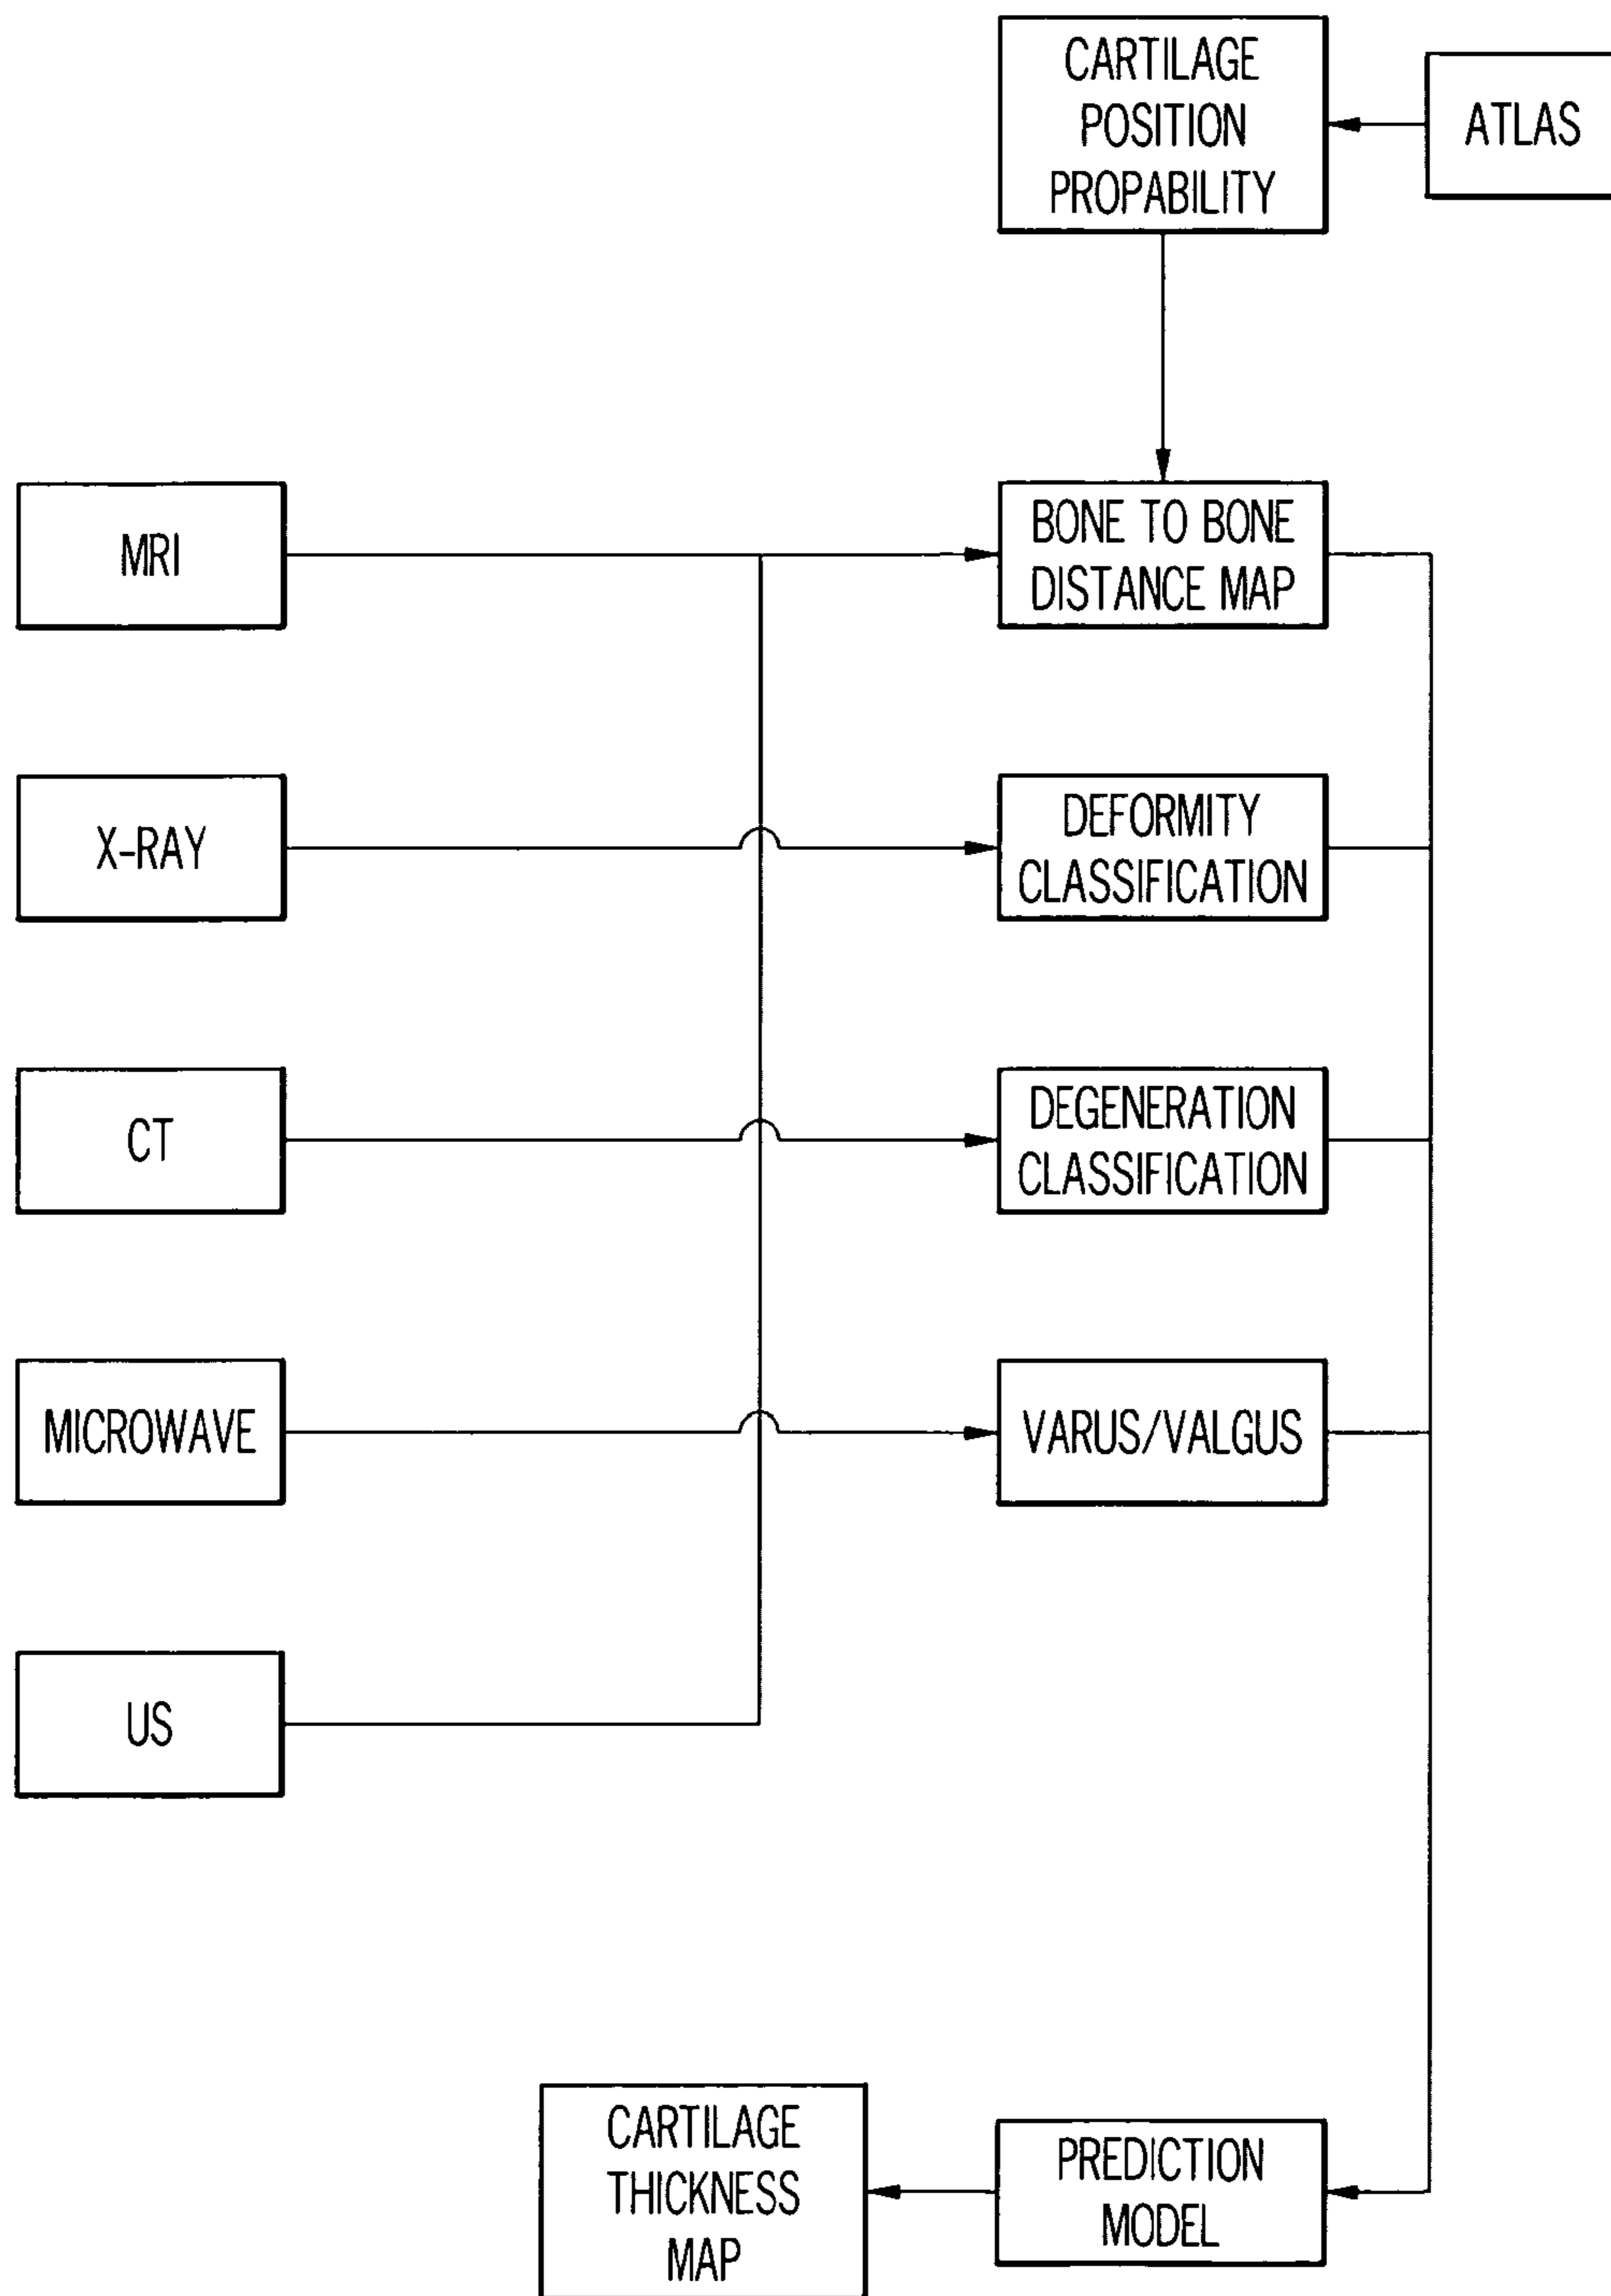 CARTILAGE
POSITION
PROPABILITY
ATLAS
MRI
BONE TO BONE
DISTANCE MAP
X-RAY
DEFORMITY
CLASSIFICATION
CT
DEGENERATION
CLASSIFICATION
MICROWAVE
VARUS/VALGUS
US
CARTILAGE
THICKNESS
MAP
PREDICTION
MODEL